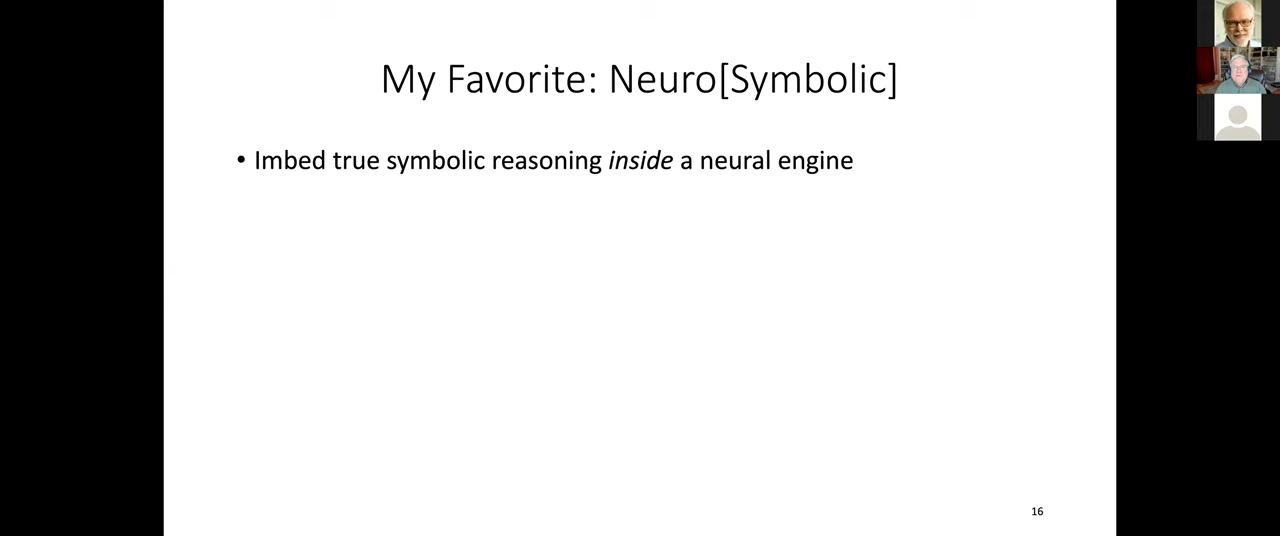 My Favorite: Neuro[Symbolic]
• Imbed true symbolic reasoning inside a neural engine
16